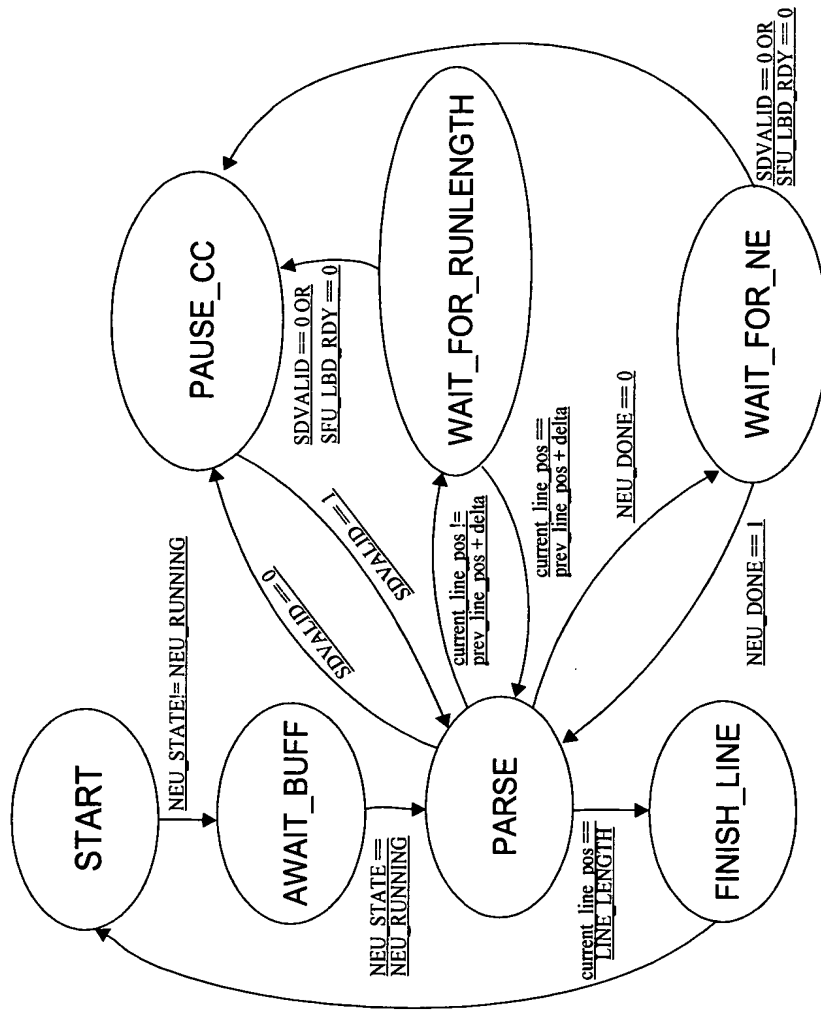 START
NEU_STATE!= NEU_RUNNING
AWAIT_BUFF
NEU_STATE ==
NEU_RUNNING
PARSE
current_line_pos ==
LINE_LENGTH
FINISH_LINE
PAUSE_CC
SDVALID == 0
SDVALID == 1
SDVALID == 0 OR
SFU_LBD_RDY == 0
WAIT_FOR_RUNLENGTH
current_line_pos !=
prev_line_pos + delta
current_line_pos ==
prev_line_pos + delta
NEU_DONE == 0
NEU_DONE == 1
WAIT_FOR_NE
SDVALID == 0 OR
SFU_LBD_RDY == 0